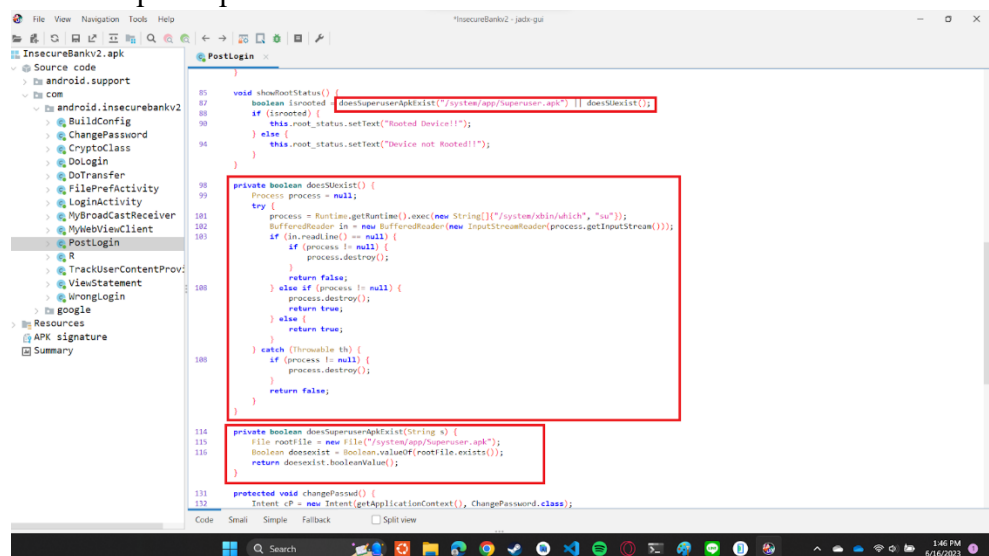 File View Navigation Tools Help
*InsecureBankv2 - jadx-gui
InsecureBankv2.apk
Source code
android.support
com
android.insecurebankv2
BuildConfig
ChangePassword
CryptoClass
DoLogin
DoTransfer
FilePrefActivity
LoginActivity
MyBroadCastReceiver
MyWebViewClient
PostLogin
R
TrackUserContentProv
ViewStatement
WrongLogin
google
Resources
APK signature
Summary
PostLogin
}
85 void showRootStatus() {
87 boolean isrooted = doesSuperuserApkExist("/system/app/Superuser.apk") || doesSUexist();
88 if (isrooted) {
90 this.root_status.setText("Rooted Device!!");
} else {
94 this.root_status.setText("Device not Rooted!!");
}
}
98 private boolean doesSUexist() {
99 Process process = null;
try {
101 process = Runtime.getRuntime().exec(new String[]{"/system/xbin/which", "su"});
102 BufferedReader in = new BufferedReader(new InputStreamReader(process.getInputStream()));
103 if (in.readLine() == null) {
if (process != null) {
process.destroy();
}
return false;
108 } else if (process != null) {
process.destroy();
return true;
} else {
return true;
}
} catch (Throwable th) {
108 if (process != null) {
process.destroy();
}
return false;
}
}
114 private boolean doesSuperuserApkExist(String s) {
115 File rootFile = new File("/system/app/Superuser.apk");
116 Boolean doesexist = Boolean.valueOf(rootFile.exists());
return doesexist.booleanValue();
}
131 protected void changePasswd() {
132 Intent cP = new Intent(getApplicationContext(), ChangePassword.class);
Code Smali Simple Fallback Split view
Search
1:46 PM
6/16/2023